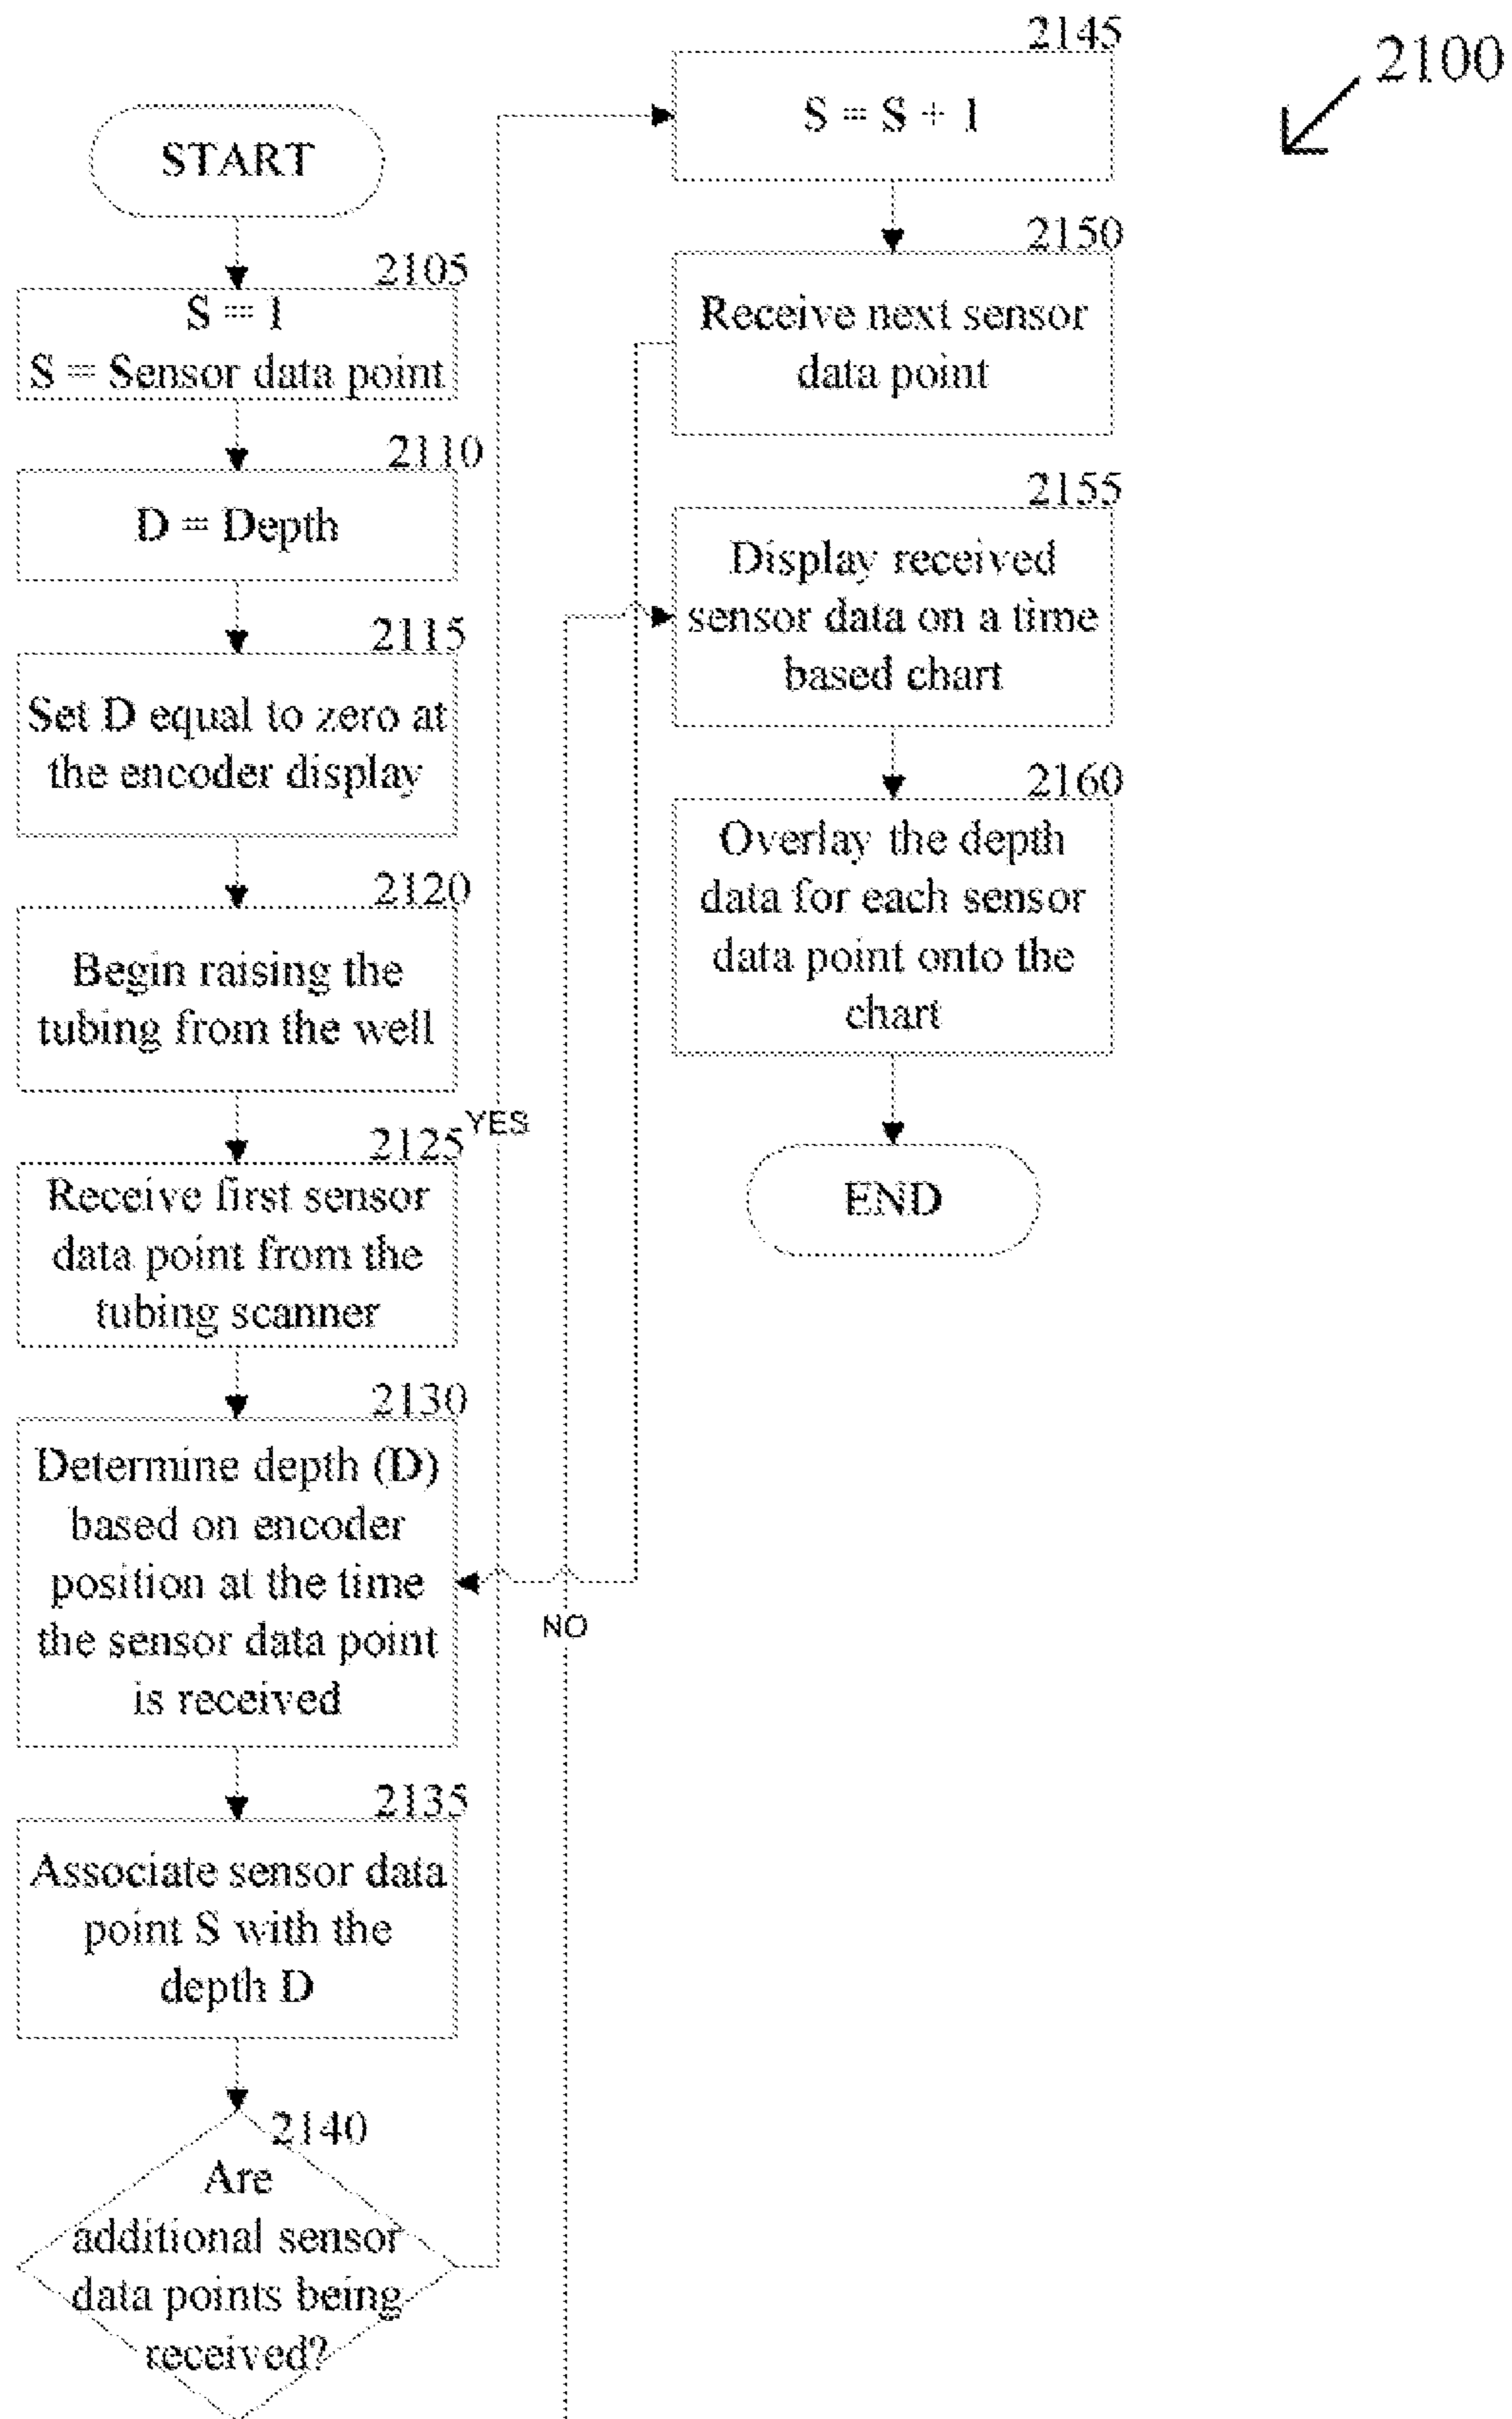 2100
START
2105
S = 1
S = Sensor data point
2110
D = Depth
2115
Set D equal to zero at
the encoder display
2120
Begin raising the
tubing from the well
2125
Receive first sensor
data point from the
tubing scanner
2130
Determine depth (D)
based on encoder
position at the time
the sensor data point
is received
2135
Associate sensor data
point S with the
depth D
2140
Are
additional sensor
data points being
received?
YES
NO
2145
S = S + 1
2150
Receive next sensor
data point
2155
Display received
sensor data on a time
based chart
2160
Overlay the depth
data for each sensor
data point onto the
chart
END